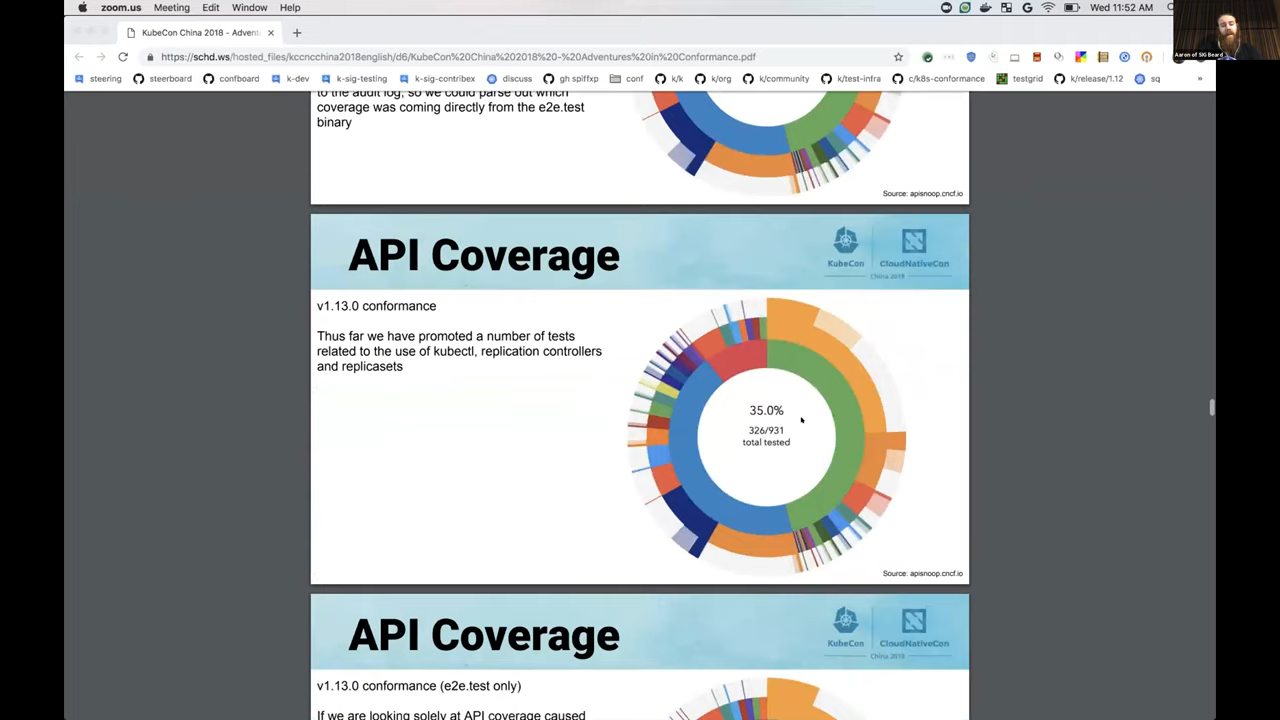 zoom.us Meeting Edit Window Help
Wed 11:52 AM
Aaron of SIG Beard
KubeCon China 2018 - Advent
https://schd.ws/hosted_files/kccncchina2018english/d6/KubeCon%20China%202018%20-%20Adventures%20in%20Conformance.pdf
steering steerboard confboard k-dev k-sig-testing k-sig-contribex discuss gh spiffxp conf k/k k/org k/community k/test-infra c/k8s-conformance testgrid k/release/1.12 sq »
to the audit log, so we could parse out which
coverage was coming directly from the e2e.test
binary
Source: apisnoop.cncf.io
API Coverage
KubeCon CloudNativeCon
China 2018
v1.13.0 conformance
Thus far we have promoted a number of tests
related to the use of kubectl, replication controllers
and replicasets
35.0%
326/931
total tested
Source: apisnoop.cncf.io
API Coverage
KubeCon CloudNativeCon
China 2018
v1.13.0 conformance (e2e.test only)
If we are looking solely at API coverage caused